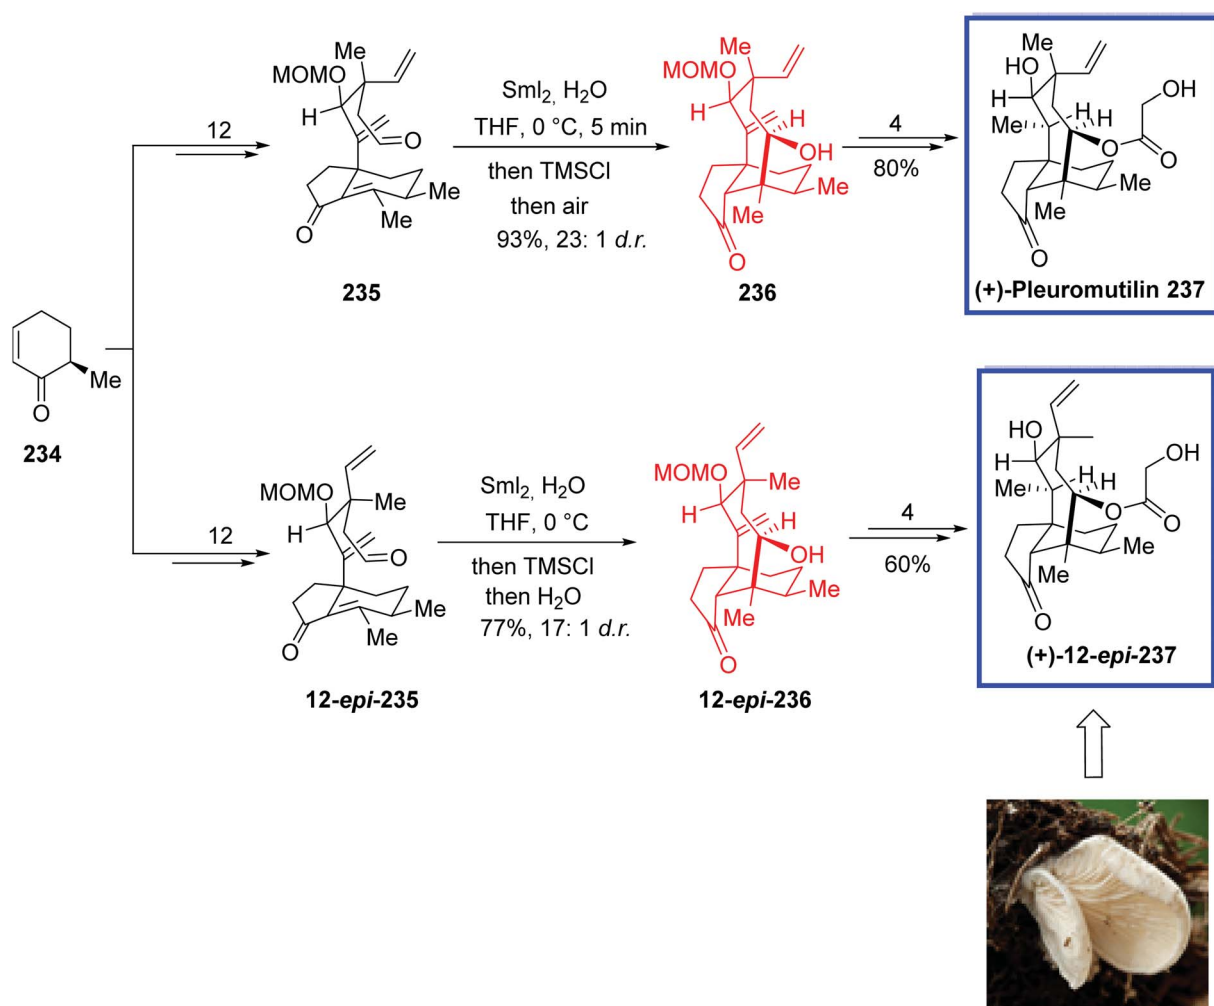 Me
MOMO
H
O
Me
O
Me
235
12
SmI2, H2O
THF, 0 °C, 5 min
then TMSCl
then air
93%, 23: 1 d.r.
Me
MOMO
H
H
OH
Me
Me
O
236
4
80%
Me
HO
H
H
Me
OH
O
O
Me
Me
O
(+)-Pleuromutilin 237
Me
O
234
12
MOMO
Me
H
O
Me
Me
O
12-epi-235
SmI2, H2O
THF, 0 °C
then TMSCl
then H2O
77%, 17: 1 d.r.
MOMO
Me
H
H
OH
Me
Me
O
12-epi-236
4
60%
HO
H
H
H
Me
OH
O
O
Me
Me
O
(+)-12-epi-237